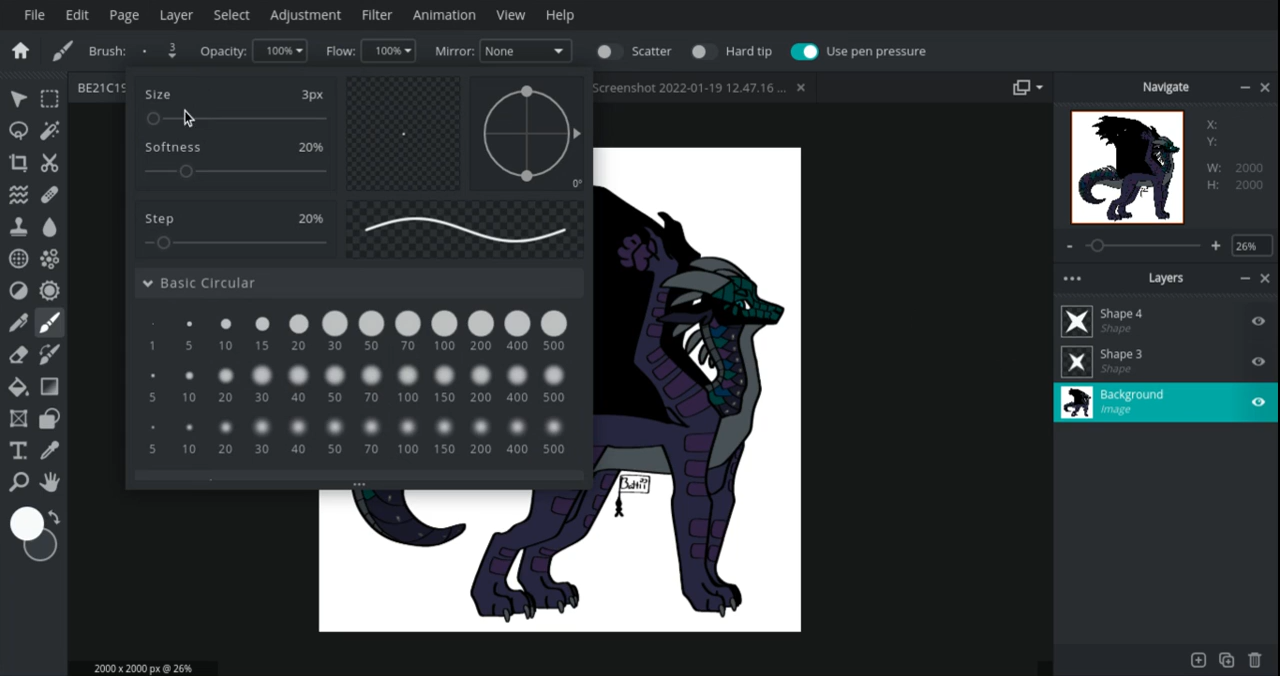 File Edit Page Layer Select Adjustment Filter Animation View Help
Brush: 3 Opacity: 100% Flow: 100% Mirror: None Scatter Hard tip Use pen pressure
BE21C19 Screenshot 2022-01-19 12.47.16 ...
Size 3px
Softness 20%
0°
Step 20%
Basic Circular
1 5 10 15 20 30 50 70 100 200 400 500
5 10 20 30 40 50 70 100 150 200 400 500
5 10 20 30 40 50 70 100 150 200 400 500
Navigate
X:
Y:
W: 2000
H: 2000
- + 26%
Layers
Shape 4
Shape
Shape 3
Shape
Background
Image
2000 x 2000 px @ 26%